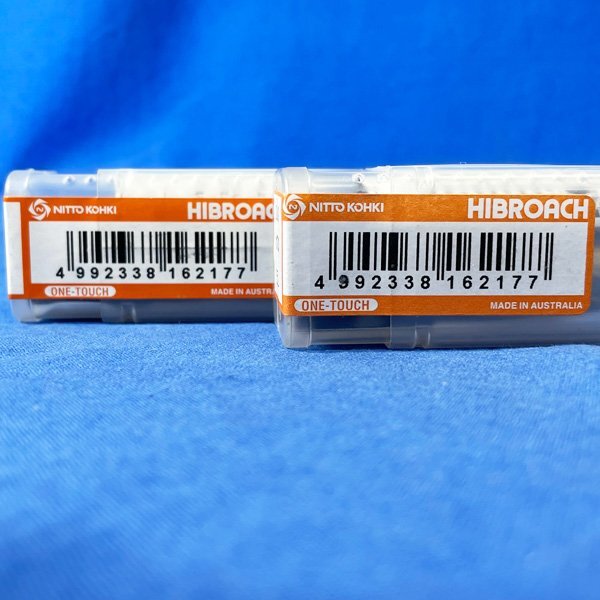 NITTO KOHKI HIBROACH
4 992338 162177
ONE-TOUCH MADE IN AUSTRALIA
NITTO KOHKI HIBROACH
4 992338 162177
ONE-TOUCH MADE IN AUSTRALIA